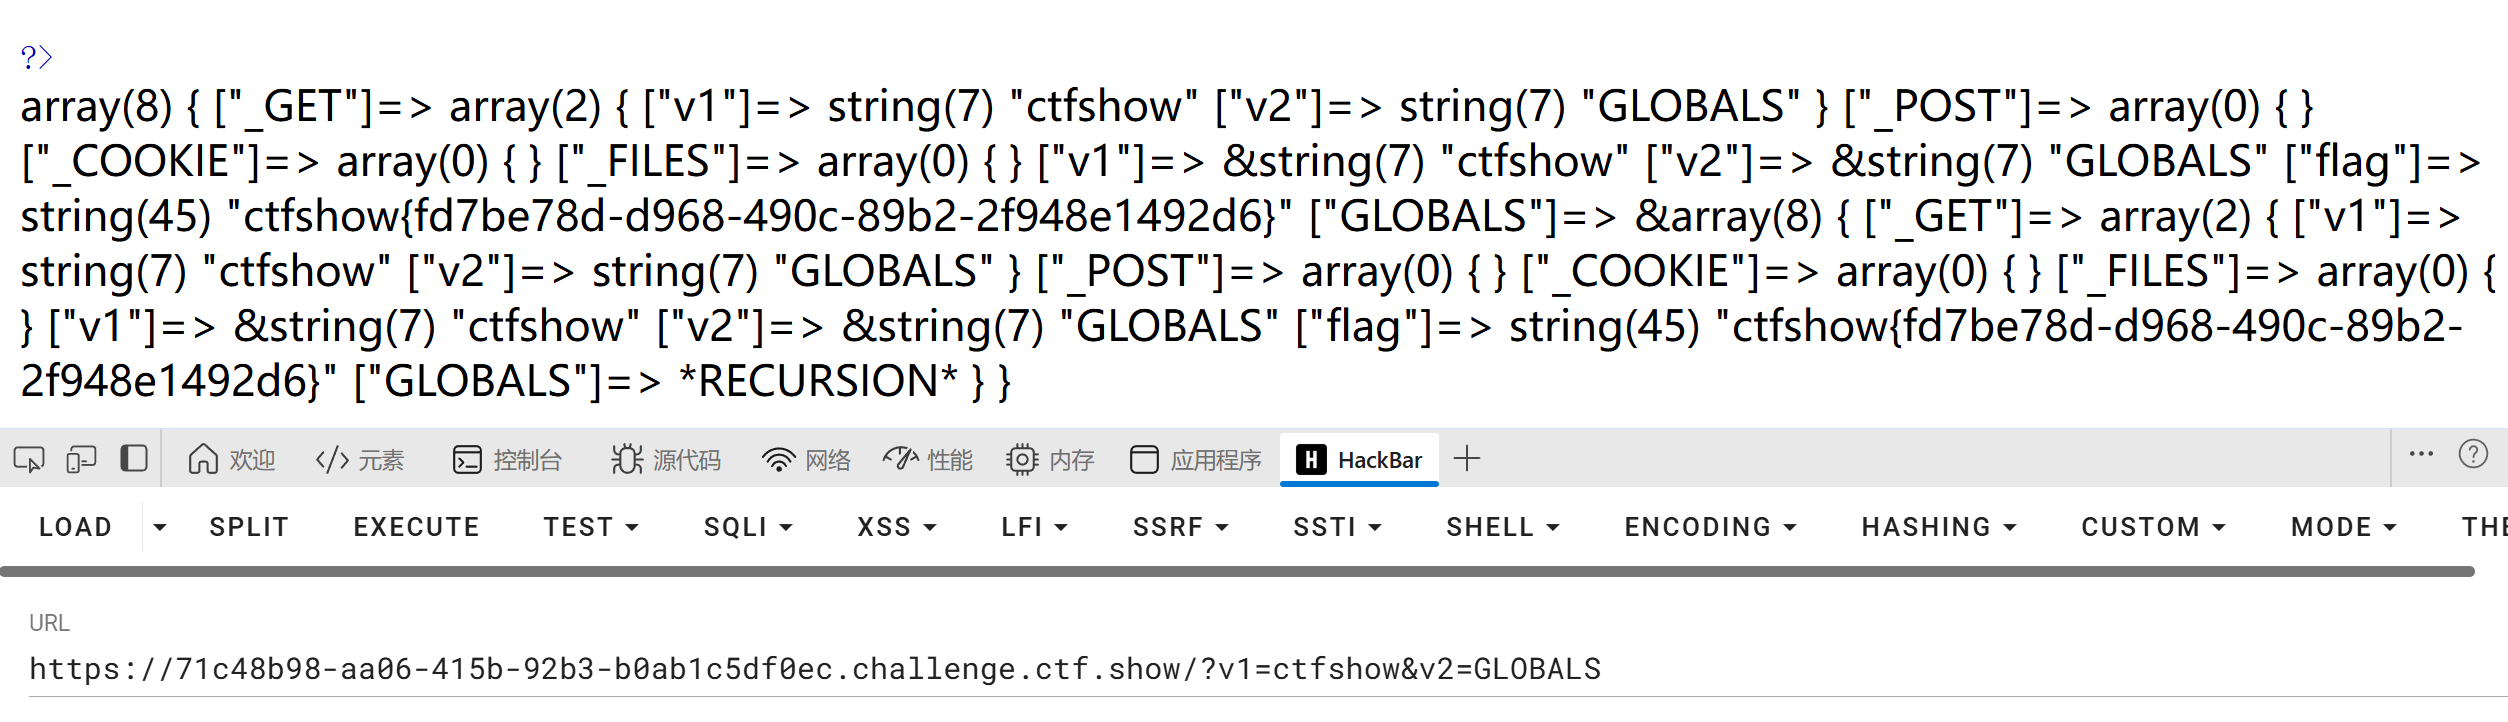 ?>
array(8) { ["_GET"]=> array(2) { ["v1"]=> string(7) "ctfshow" ["v2"]=> string(7) "GLOBALS" } ["_POST"]=> array(0) { }
["_COOKIE"]=> array(0) { } ["_FILES"]=> array(0) { } ["v1"]=> &string(7) "ctfshow" ["v2"]=> &string(7) "GLOBALS" ["flag"]=>
string(45) "ctfshow{fd7be78d-d968-490c-89b2-2f948e1492d6}" ["GLOBALS"]=> &array(8) { ["_GET"]=> array(2) { ["v1"]=>
string(7) "ctfshow" ["v2"]=> string(7) "GLOBALS" } ["_POST"]=> array(0) { } ["_COOKIE"]=> array(0) { } ["_FILES"]=> array(0) {
} ["v1"]=> &string(7) "ctfshow" ["v2"]=> &string(7) "GLOBALS" ["flag"]=> string(45) "ctfshow{fd7be78d-d968-490c-89b2-
2f948e1492d6}" ["GLOBALS"]=> *RECURSION* } }
欢迎 元素 控制台 源代码 网络 性能 内存 应用程序 H HackBar
LOAD SPLIT EXECUTE TEST SQLI XSS LFI SSRF SSTI SHELL ENCODING HASHING CUSTOM MODE THE
URL
https://71c48b98-aa06-415b-92b3-b0ab1c5df0ec.challenge.ctf.show/?v1=ctfshow&v2=GLOBALS